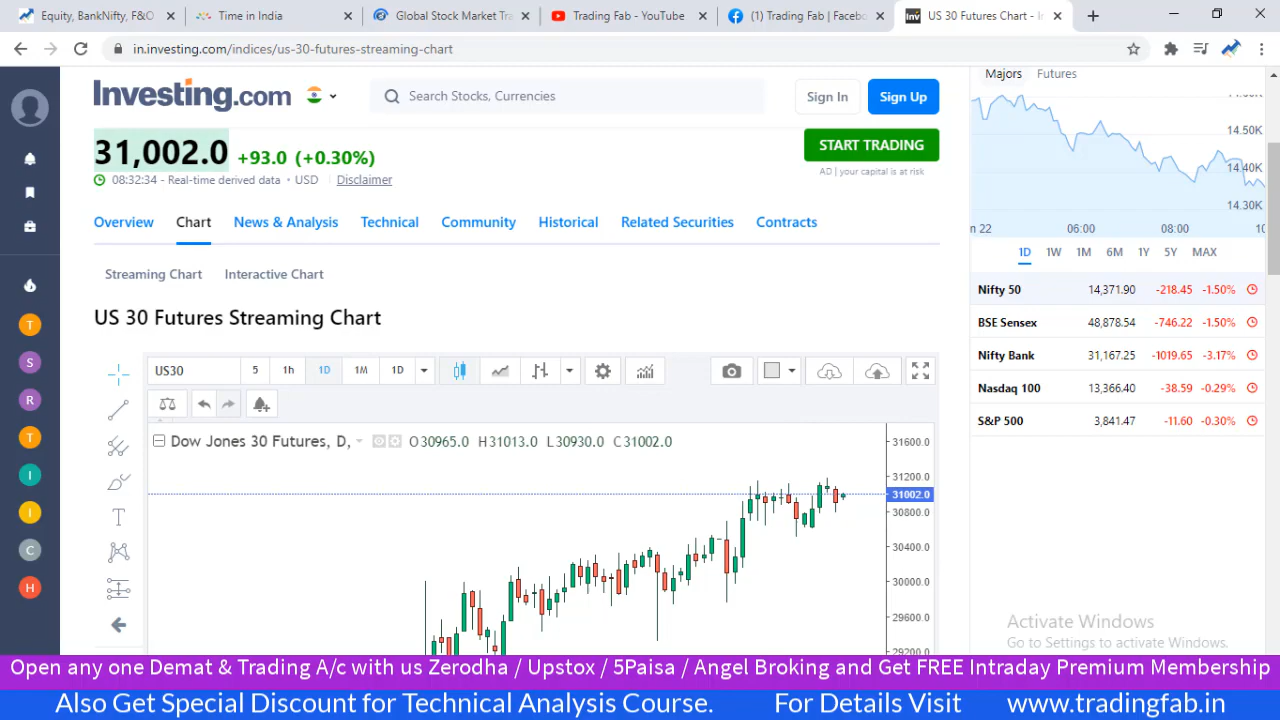 Equity, BankNifty, F&O
Time in India
Global Stock Market Tra
Trading Fab - YouTube
(1) Trading Fab | Facebo
US 30 Futures Chart - I
in.investing.com/indices/us-30-futures-streaming-chart
Investing.com
Search Stocks, Currencies
Sign In
Sign Up
31,002.0 +93.0 (+0.30%)
08:32:34 - Real-time derived data • USD Disclaimer
START TRADING
AD | your capital is at risk
Overview Chart News & Analysis Technical Community Historical Related Securities Contracts
Streaming Chart Interactive Chart
US 30 Futures Streaming Chart
US30 5 1h 1D 1M 1D
Dow Jones 30 Futures, D, O30965.0 H31013.0 L30930.0 C31002.0
31600.0
31200.0
31002.0
30800.0
30400.0
30000.0
29600.0
29200.0
T
S
R
T
I
I
C
H
Majors Futures
14.50K
14.40K
14.30K
n 22 06:00 08:00 10
1D 1W 1M 6M 1Y 5Y MAX
Nifty 50 14,371.90 -218.45 -1.50%
BSE Sensex 48,878.54 -746.22 -1.50%
Nifty Bank 31,167.25 -1019.65 -3.17%
Nasdaq 100 13,366.40 -38.59 -0.29%
S&P 500 3,841.47 -11.60 -0.30%
Activate Windows
Go to Settings to activate Windows.
Open any one Demat & Trading A/c with us Zerodha / Upstox / 5Paisa / Angel Broking and Get FREE Intraday Premium Membership
Also Get Special Discount for Technical Analysis Course. For Details Visit www.tradingfab.in